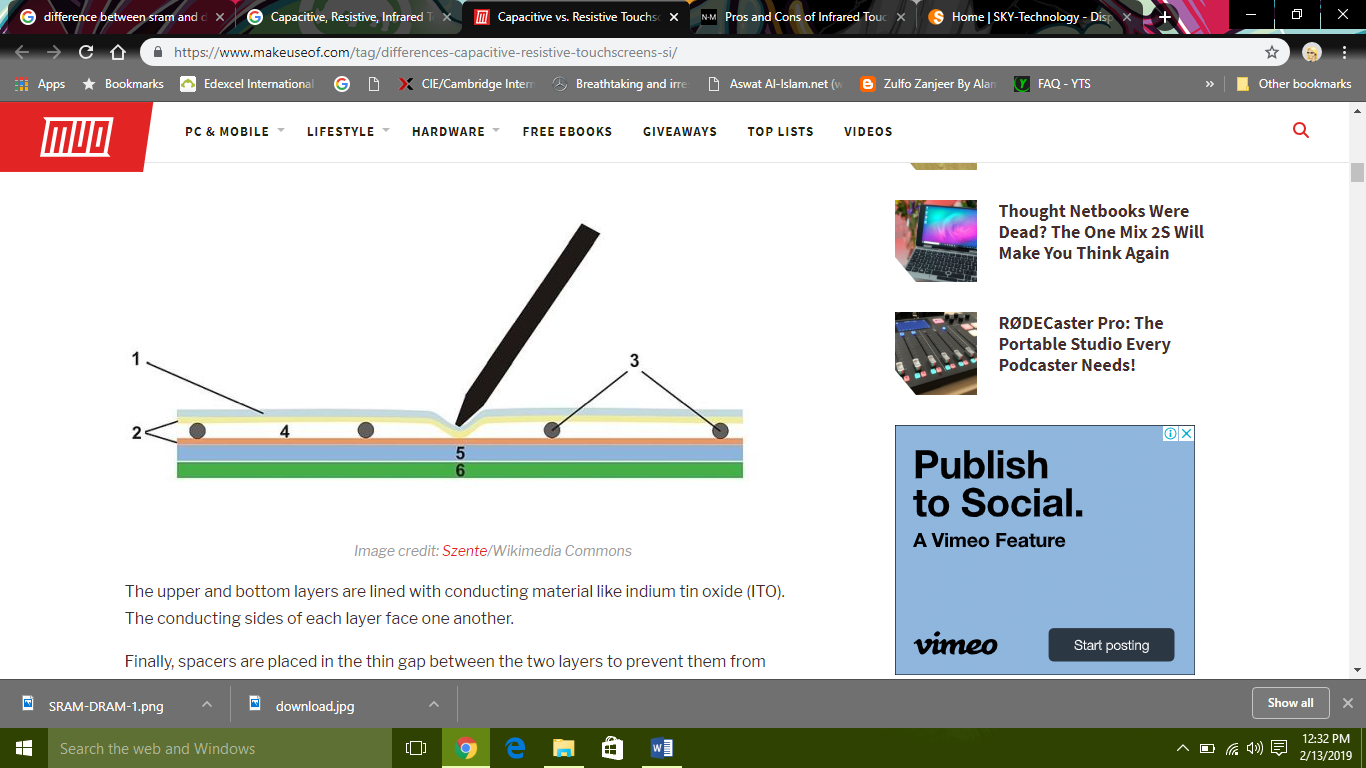 difference between sram and d
Capacitive, Resistive, Infrared T
Capacitive vs. Resistive Touchsc
N-M
Pros and Cons of Infrared Touc
Home | SKY-Technology - Disp
https://www.makeuseof.com/tag/differences-capacitive-resistive-touchscreens-si/
Apps
Bookmarks
Edexcel International
CIE/Cambridge Intern
Breathtaking and irre
Aswat Al-Islam.net (w
Zulfo Zanjeer By Alan
FAQ - YTS
»
Other bookmarks
MUO
PC & MOBILE
LIFESTYLE
HARDWARE
FREE EBOOKS
GIVEAWAYS
TOP LISTS
VIDEOS
1
2
3
4
5
6
Image credit: Szente/Wikimedia Commons
The upper and bottom layers are lined with conducting material like indium tin oxide (ITO).
The conducting sides of each layer face one another.
Finally, spacers are placed in the thin gap between the two layers to prevent them from
Thought Netbooks Were
Dead? The One Mix 2S Will
Make You Think Again
RØDECaster Pro: The
Portable Studio Every
Podcaster Needs!
Publish
to Social.
A Vimeo Feature
vimeo
Start posting
SRAM-DRAM-1.png
download.jpg
Show all
Search the web and Windows
12:32 PM
2/13/2019